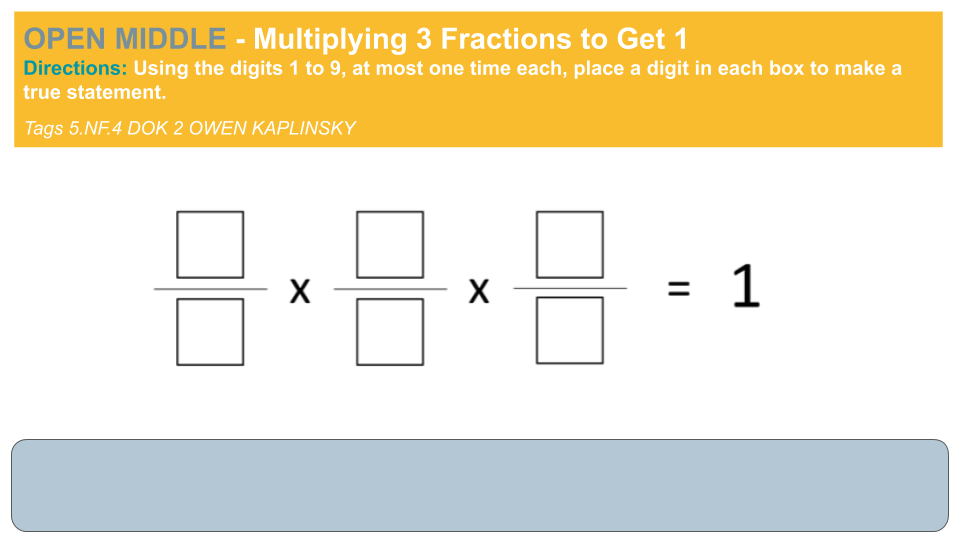 OPEN MIDDLE - Multiplying 3 Fractions to Get 1
Directions: Using the digits 1 to 9, at most one time each, place a digit in each box to make a
true statement.
Tags 5.NF.4 DOK 2 OWEN KAPLINSKY
x x = 1